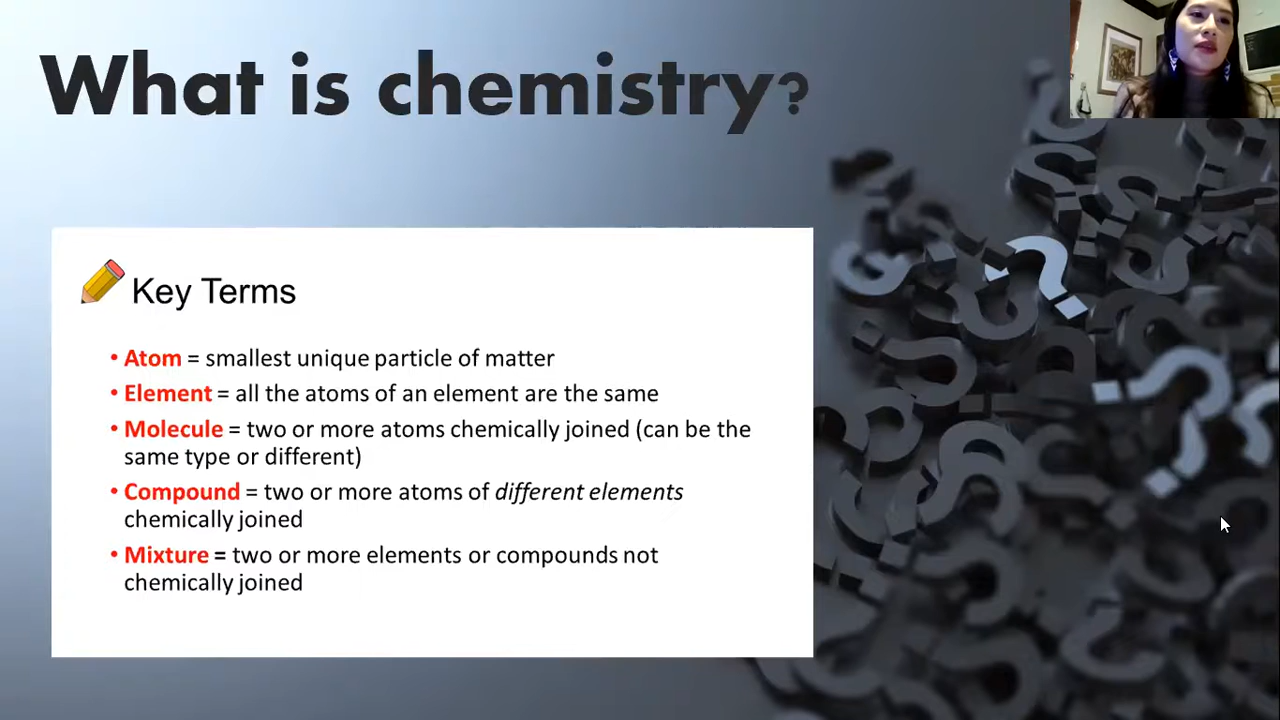 What is chemistry?
Key Terms
• Atom = smallest unique particle of matter
• Element = all the atoms of an element are the same
• Molecule = two or more atoms chemically joined (can be the
same type or different)
• Compound = two or more atoms of different elements
chemically joined
• Mixture = two or more elements or compounds not
chemically joined